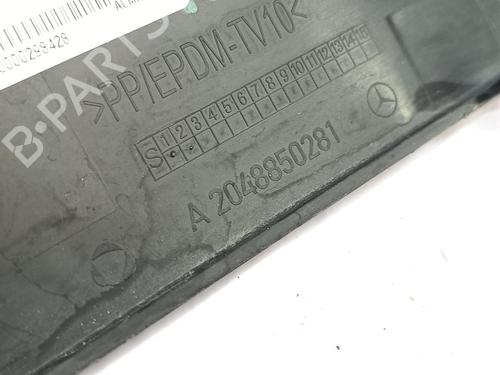 0000298428
B-PARTS
>PP/EPDM-TV10<
S 1 2 3 4 5 6 7 8 9 10 11 12 13 14 15
A 2048850281